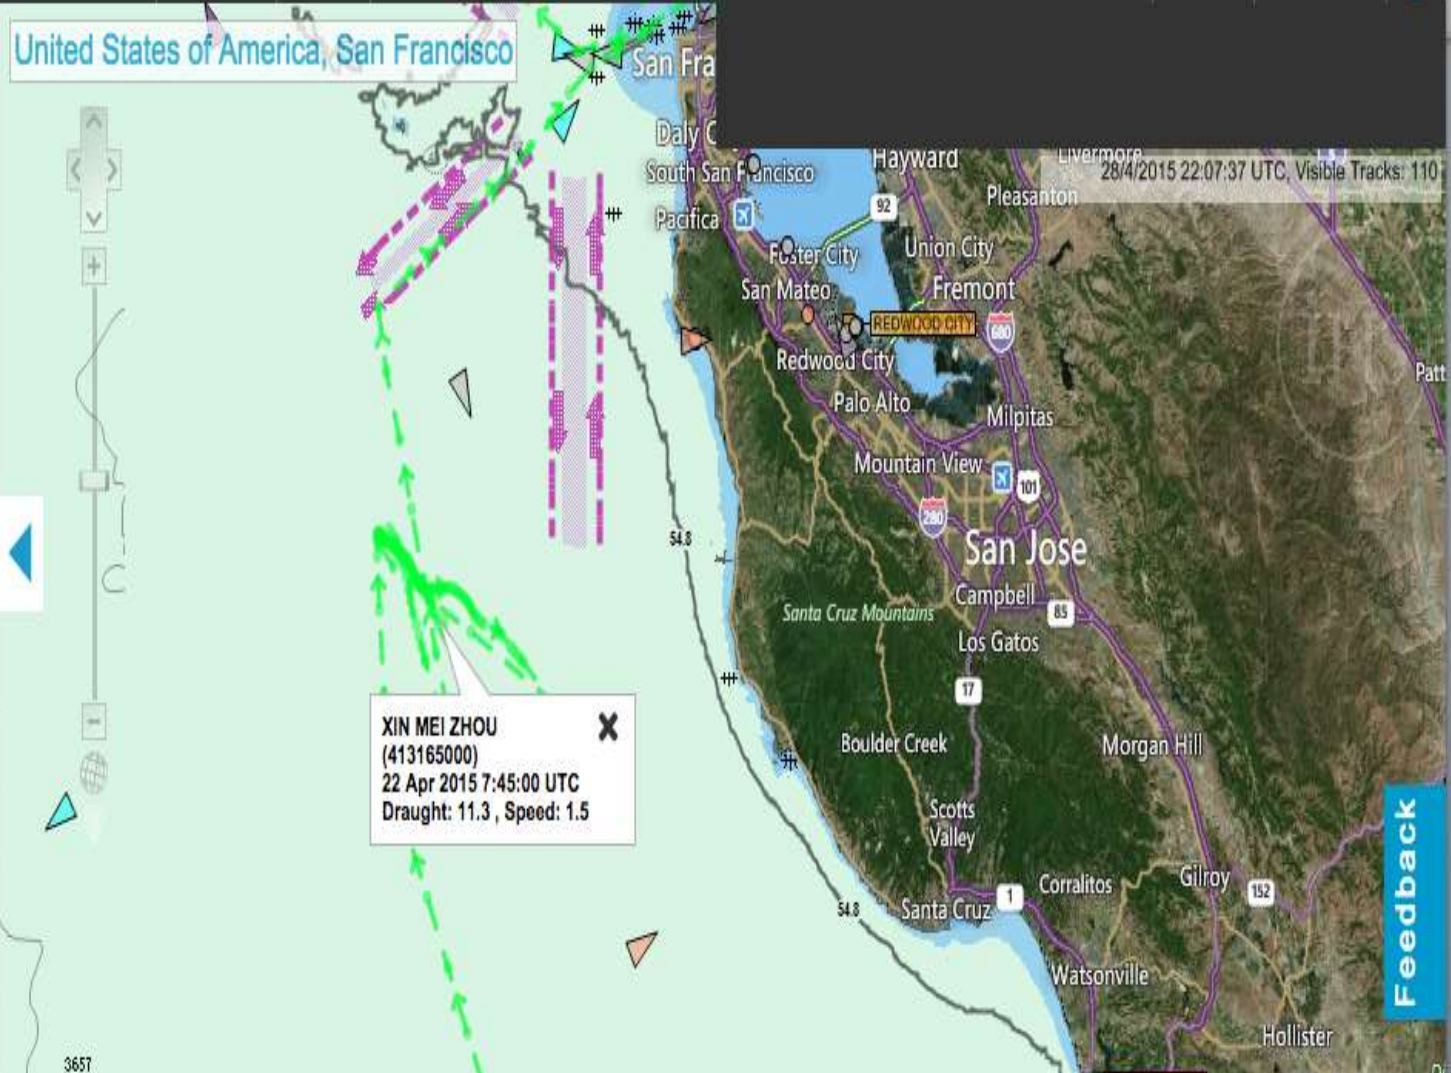 United States of America, San Francisco
San Fra
Daly C
South San Francisco
Hayward
Livermore
28/4/2015 22:07:37 UTC, Visible Tracks: 110
Pleasanton
92
Pacifica
Foster City
Union City
San Mateo
Fremont
REDWOOD CITY
680
Redwood City
Patt
Palo Alto
Milpitas
Mountain View
101
280
54.8
San Jose
Campbell
85
Santa Cruz Mountains
Los Gatos
17
XIN MEI ZHOU
(413165000)
22 Apr 2015 7:45:00 UTC
Draught: 11.3 , Speed: 1.5
Boulder Creek
Morgan Hill
Scotts
Valley
Feedback
Gilroy
Corralitos
152
1
54.8
Santa Cruz
Watsonville
Hollister
3657